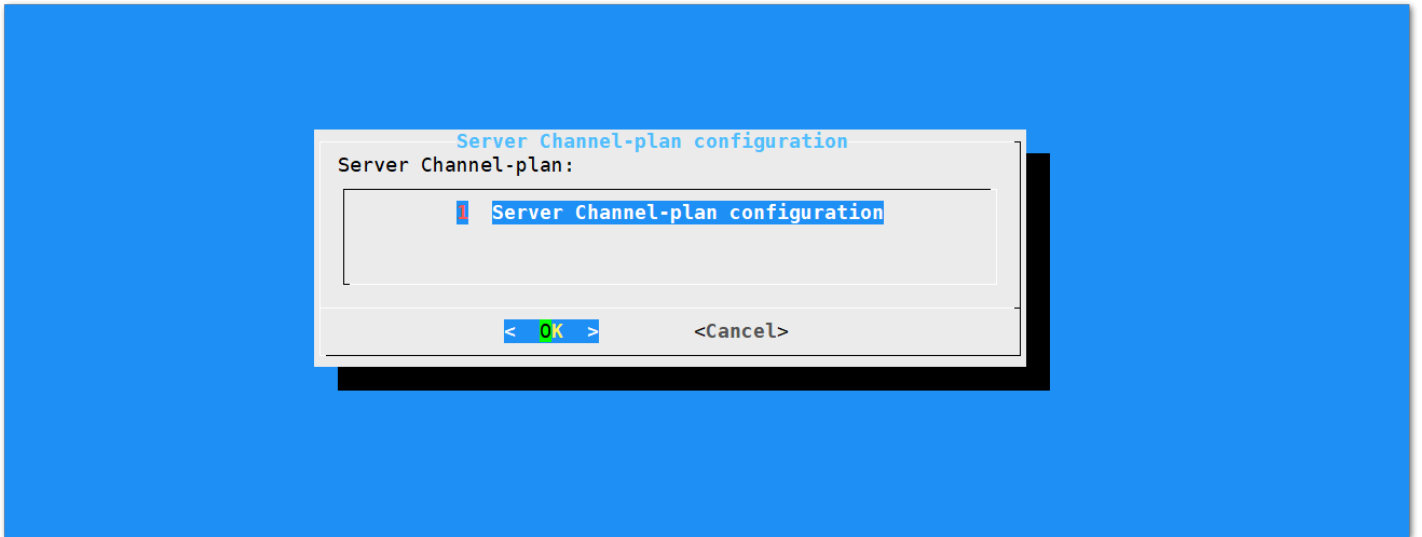 Server Channel-plan configuration
Server Channel-plan:
1 Server Channel-plan configuration
< OK > <Cancel>